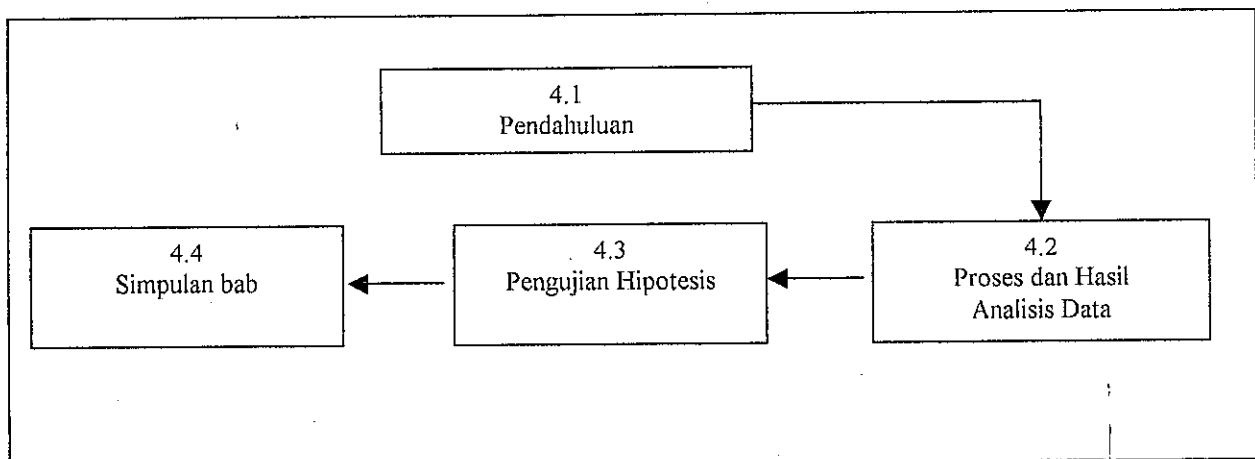 4.1
Pendahuluan
4.2
Proses dan Hasil
Analisis Data
4.3
Pengujian Hipotesis
4.4
Simpulan bab